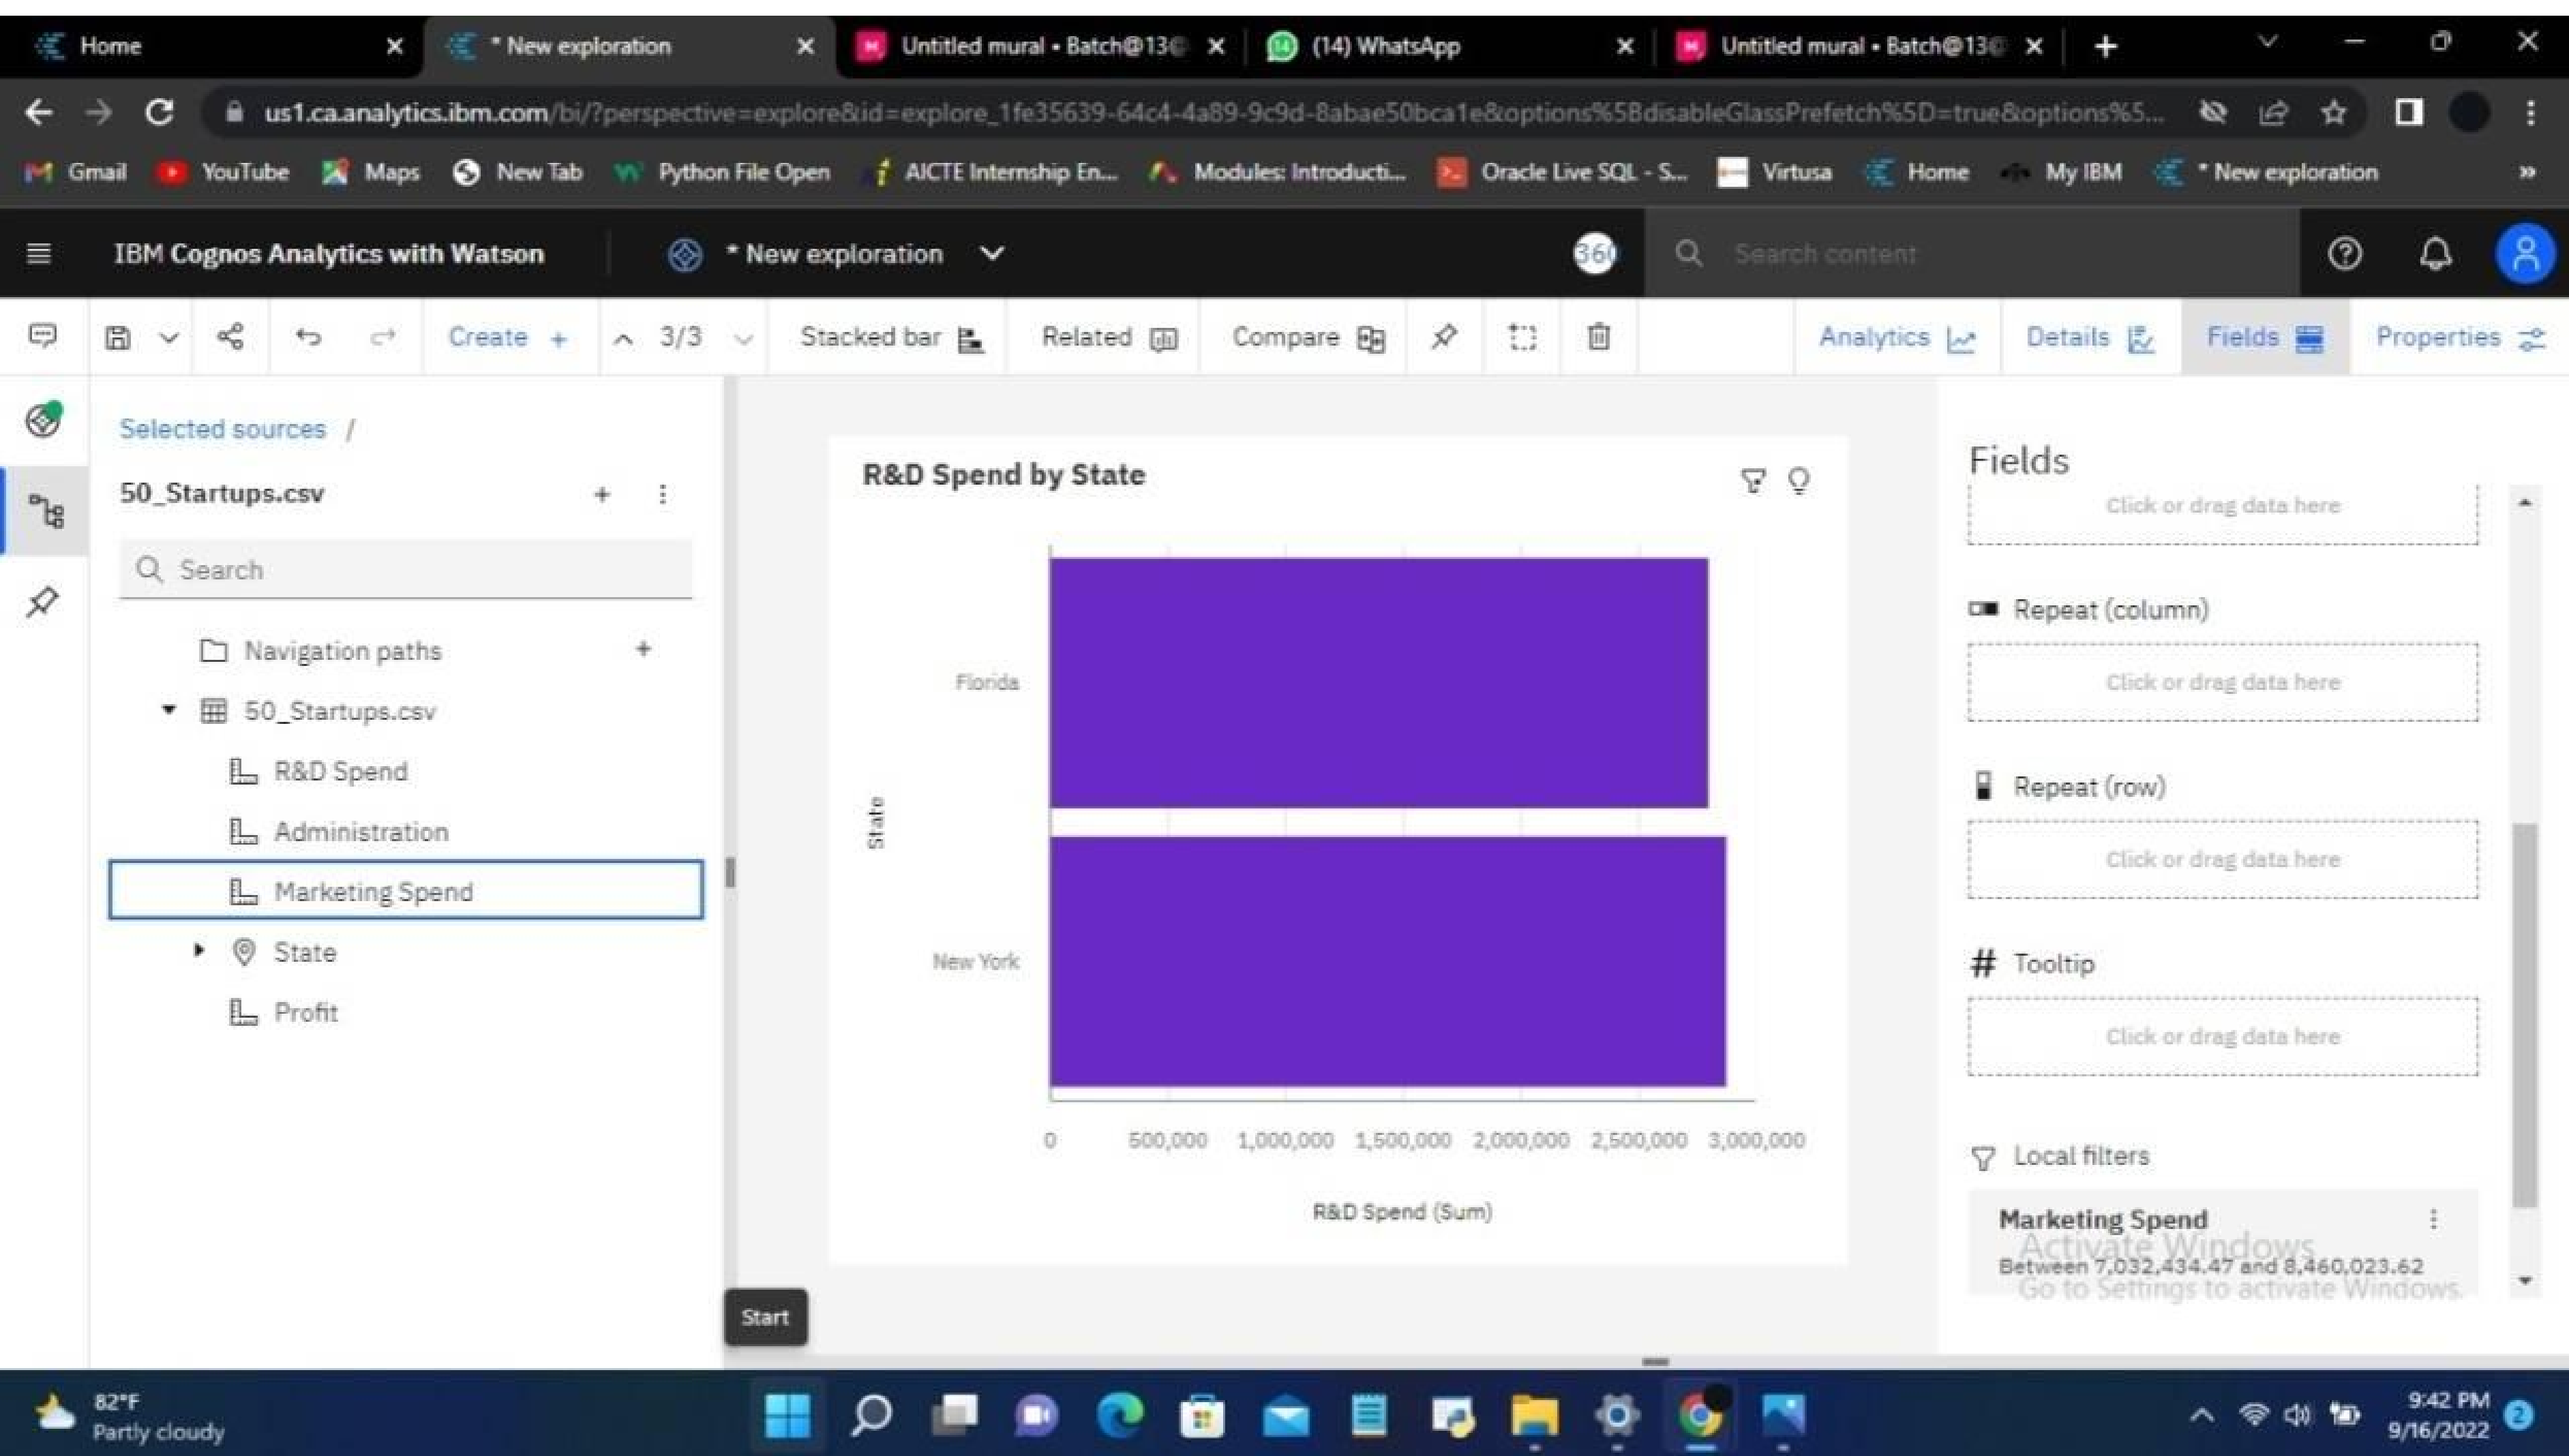 Home
* New exploration
Untitled mural • Batch@13©
(14) WhatsApp
Untitled mural • Batch@13©
us1.ca.analytics.ibm.com/bi/?perspective=explore&id=explore_1fe35639-64c4-4a89-9c9d-8abae50bca1e&options%5BdisableGlassPrefetch%5D=true&options%5...
Gmail
YouTube
Maps
New Tab
Python File Open
AICTE Internship En...
Modules: Introducti...
Oracle Live SQL - S...
Virtusa
Home
My IBM
* New exploration
»
IBM Cognos Analytics with Watson
* New exploration
360
Search content
Create +
3/3
Stacked bar
Related
Compare
Analytics
Details
Fields
Properties
Selected sources /
50_Startups.csv
Search
Navigation paths
50_Startups.csv
R&D Spend
Administration
Marketing Spend
State
Profit
R&D Spend by State
State
Florida
New York
0 500,000 1,000,000 1,500,000 2,000,000 2,500,000 3,000,000
R&D Spend (Sum)
Start
Fields
Click or drag data here
Repeat (column)
Click or drag data here
Repeat (row)
Click or drag data here
# Tooltip
Click or drag data here
Local filters
Marketing Spend
Between 7,032,434.47 and 8,460,023.62
Activate Windows
Go to Settings to activate Windows.
82°F
Partly cloudy
9:42 PM
9/16/2022
2